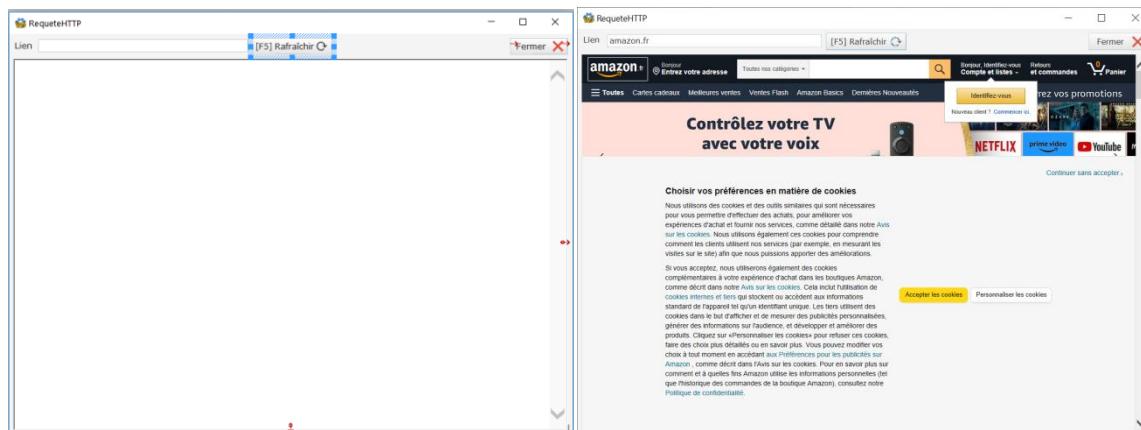 RequeteHTTP
Lien
[F5] Rafraîchir
Fermer
RequeteHTTP
Lien amazon.fr
[F5] Rafraîchir
Fermer
amazon.fr
Bonjour
Entrez votre adresse
Toutes nos catégories
Bonjour, Identifiez-vous
Compte et listes
Retours
et commandes
0
Panier
Toutes Cartes cadeaux Meilleures ventes Ventes Flash Amazon Basics Dernières Nouveautés
rez vos promotions
Identifiez-vous
Nouveau client ? Commencer ici.
Contrôlez votre TV
avec votre voix
NETFLIX
prime video
YouTube
Continuer sans accepter
Choisir vos préférences en matière de cookies
Nous utilisons des cookies et des outils similaires qui sont nécessaires
pour vous permettre d'effectuer des achats, pour améliorer vos
expériences d'achat et fournir nos services, comme détaillé dans notre Avis
sur les cookies. Nous utilisons également ces cookies pour comprendre
comment les clients utilisent nos services (par exemple, en mesurant les
visites sur le site) afin que nous puissions apporter des améliorations.
Si vous acceptez, nous utiliserons également des cookies
complémentaires à votre expérience d'achat dans les boutiques Amazon,
comme décrit dans notre Avis sur les cookies. Cela inclut l'utilisation de
cookies internes et tiers qui stockent ou accèdent aux informations
standard de l'appareil tel qu'un identifiant unique. Les tiers utilisent des
cookies dans le but d'afficher et de mesurer des publicités personnalisées,
générer des informations sur l'audience, et développer et améliorer des
produits. Cliquez sur «Personnaliser les cookies» pour refuser ces cookies,
faire des choix plus détaillés ou en savoir plus. Vous pouvez modifier vos
choix à tout moment en accédant aux Préférences pour les publicités sur
Amazon , comme décrit dans l'Avis sur les cookies. Pour en savoir plus sur
comment et à quelles fins Amazon utilise les informations personnelles (tel
que l'historique des commandes de la boutique Amazon), consultez notre
Politique de confidentialité.
Accepter les cookies
Personnaliser les cookies